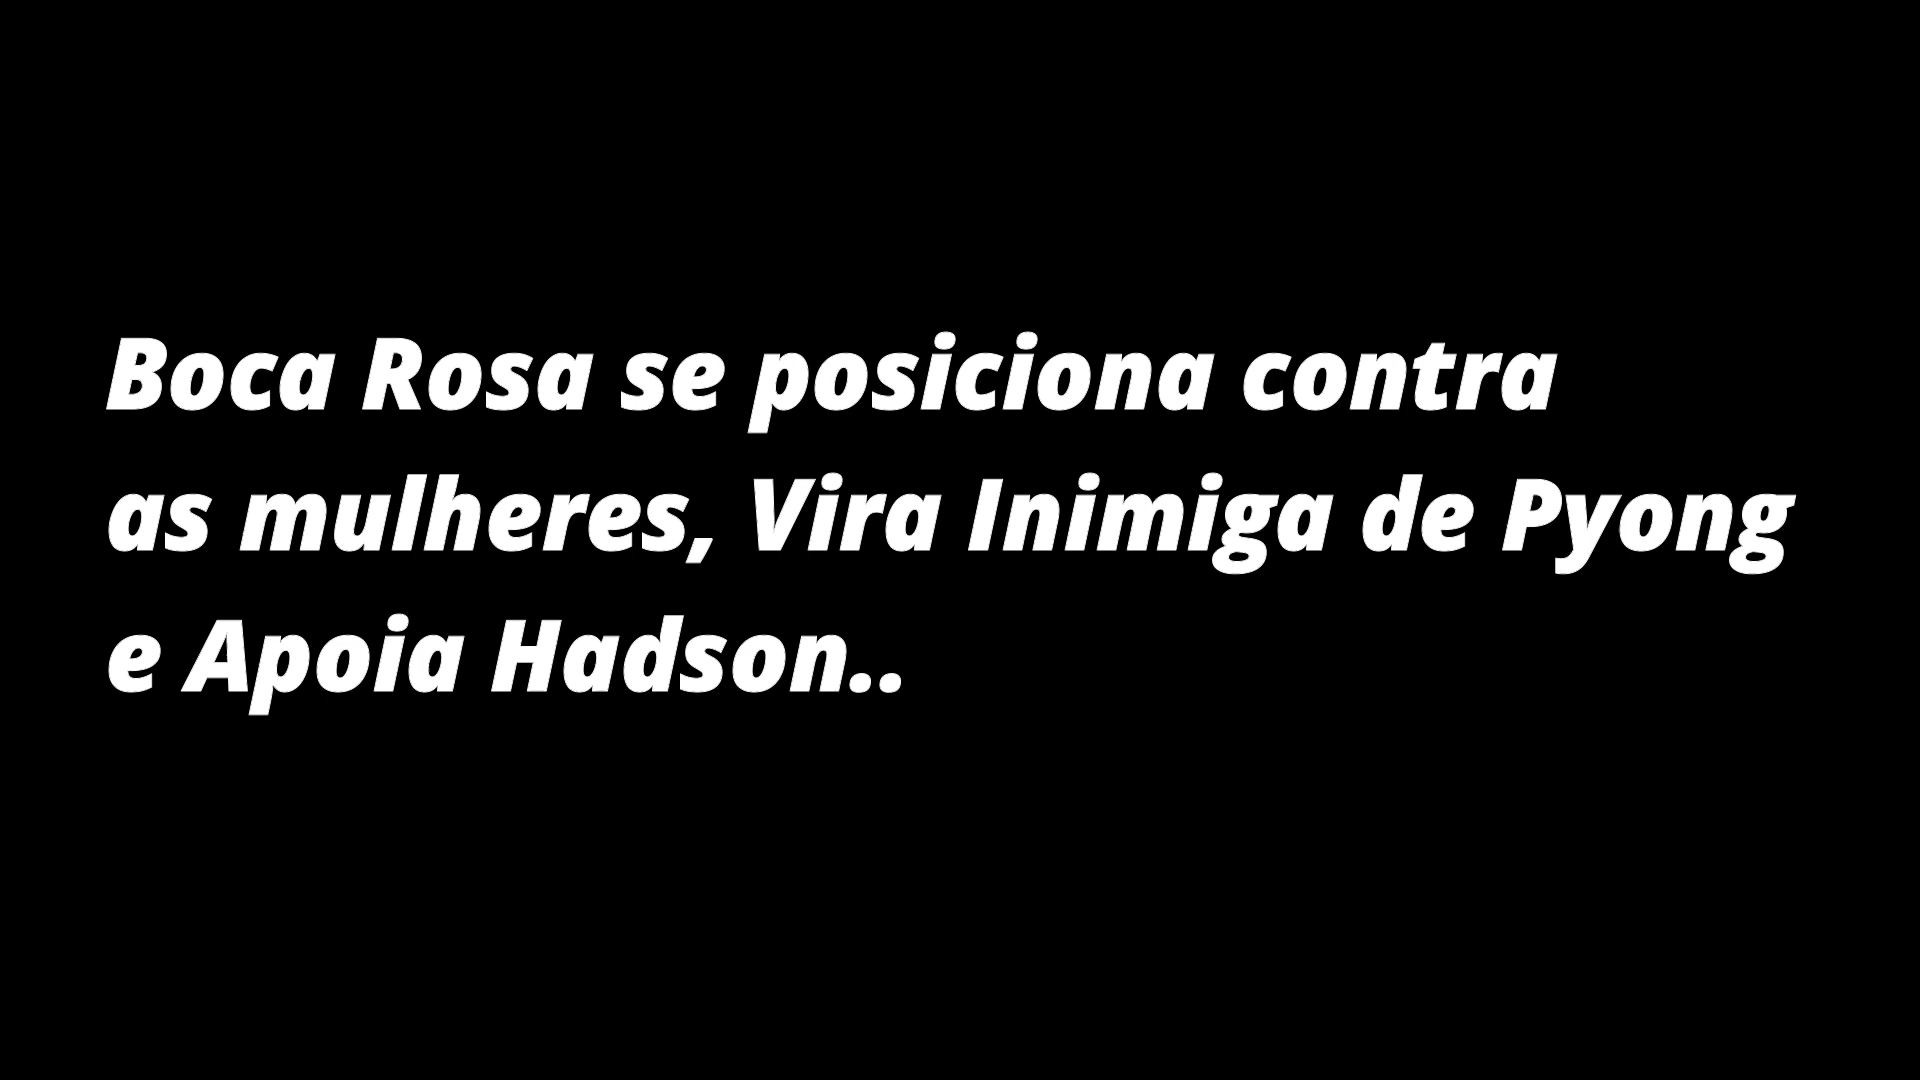 Boca Rosa se posiciona contra
as mulheres, Vira Inimiga de Pyong
e Apoia Hadson..